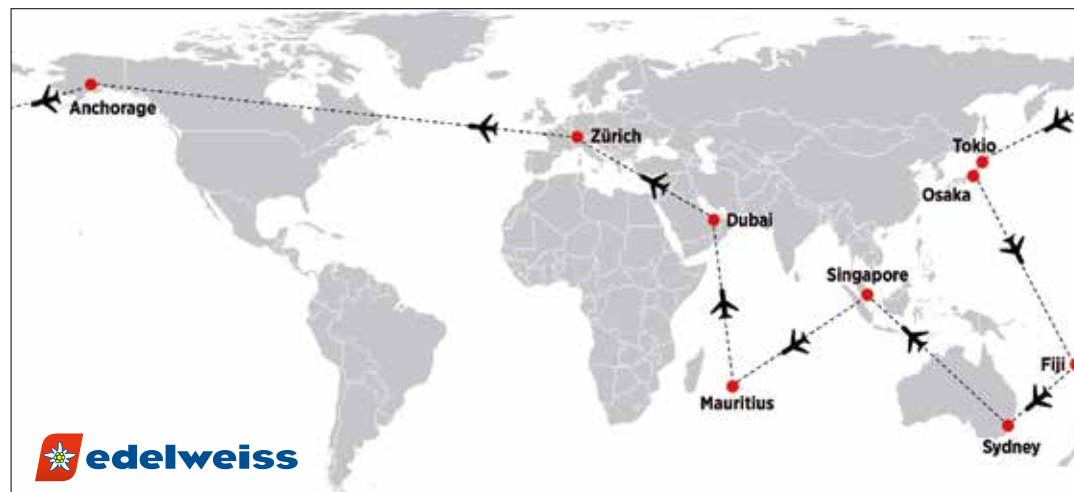 Anchorage
Zürich
Tokio
Osaka
Dubai
Singapore
Fiji
Mauritius
Sydney
edelweiss